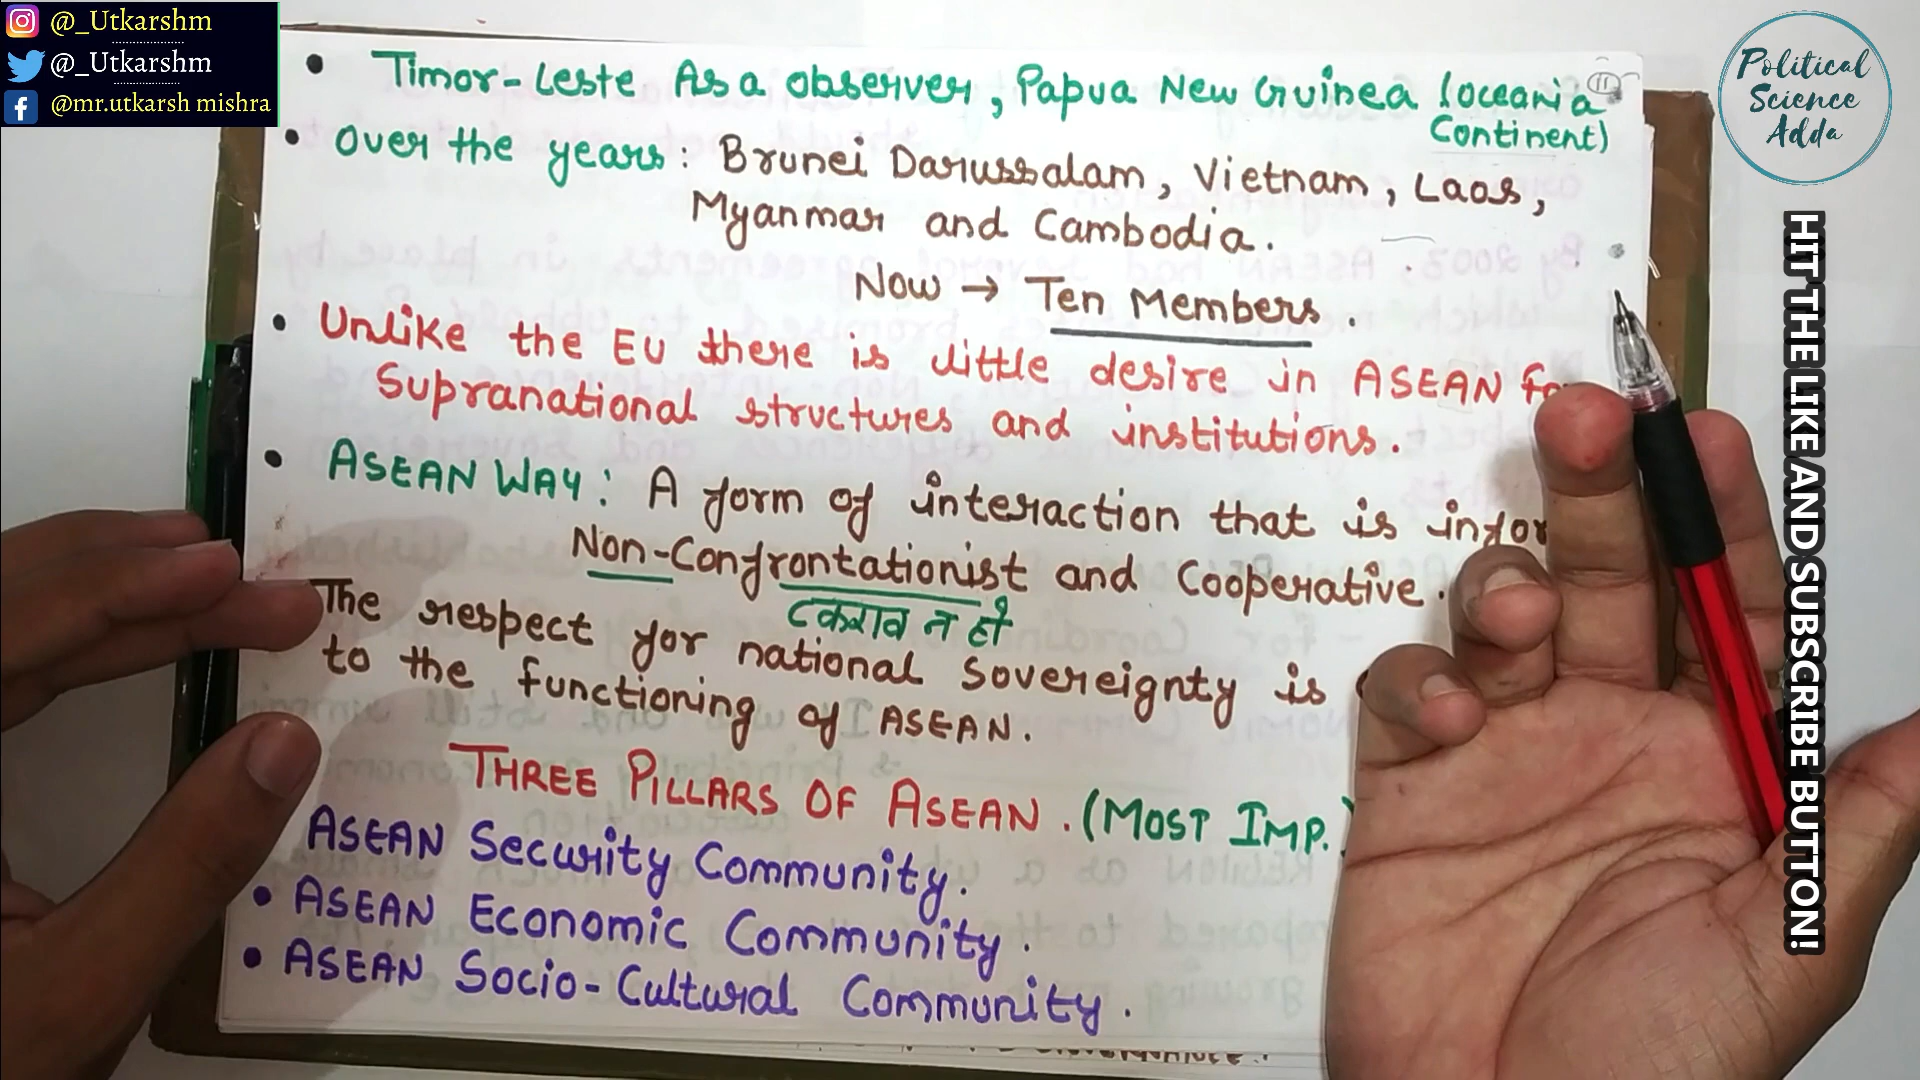 @_Utkarshm
@_Utkarshm
@mr.utkarsh mishra
Political
Science
Adda
HIT THE LIKE AND SUBSCRIBE BUTTON!
11
• Timor-Leste As a observer, Papua New Guinea (oceania
Continent)
• Over the years: Brunei Darussalam, Vietnam, Laos,
Myanmar and Cambodia.
Now → Ten Members.
• Unlike the EU there is little desire in ASEAN
Supranational structures and institutions.
• ASEAN WAY: A form of interaction that is
Non-Confrontationist and Cooperative.
टकराव न हो
The respect for national sovereignty is
to the functioning of ASEAN.
THREE PILLARS OF ASEAN. (MOST IMP.)
ASEAN Security Community.
• ASEAN Economic Community.
• ASEAN Socio-Cultural Community.